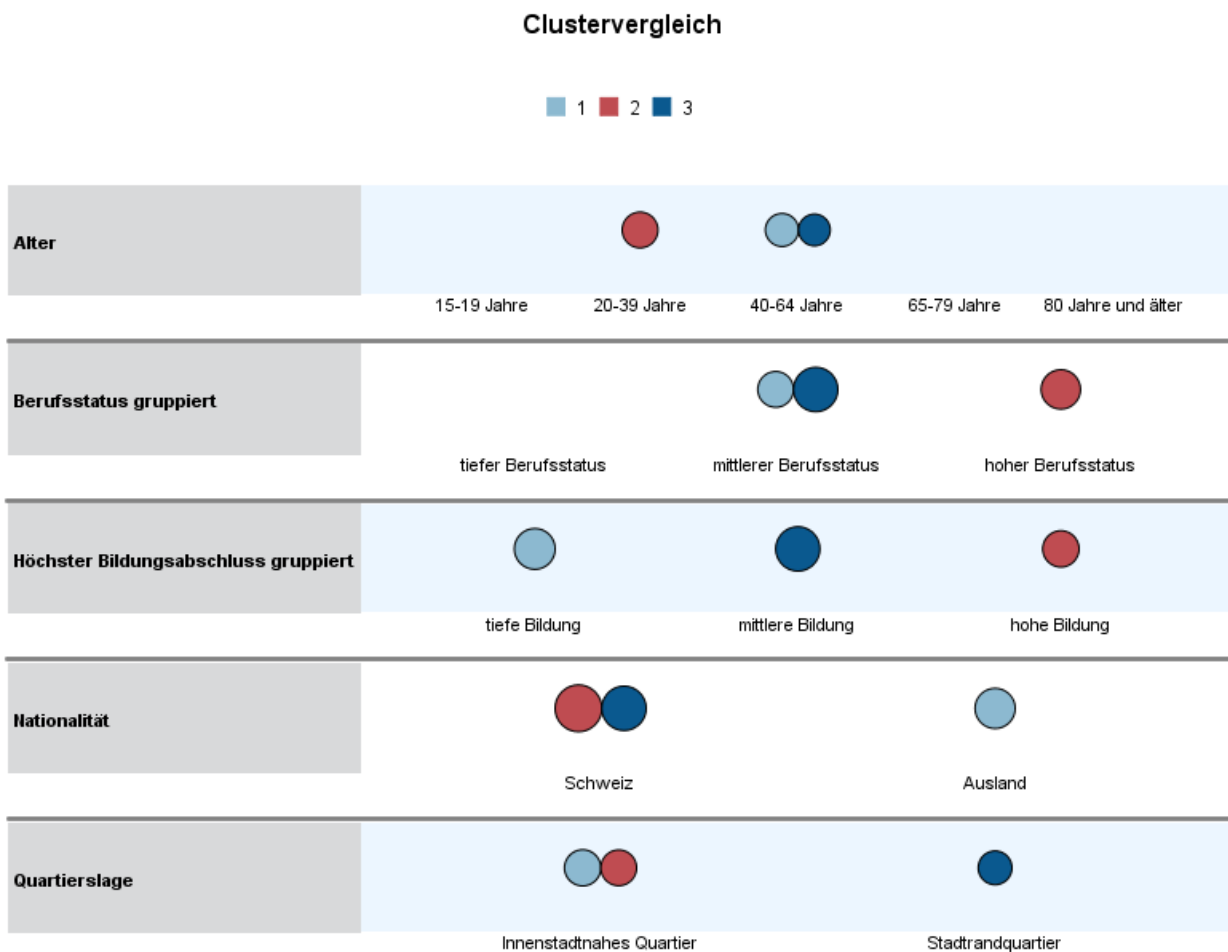 Clustervergleich
1 2 3
Alter
15-19 Jahre 20-39 Jahre 40-64 Jahre 65-79 Jahre 80 Jahre und älter
Berufsstatus gruppiert
tiefer Berufsstatus mittlerer Berufsstatus hoher Berufsstatus
Höchster Bildungsabschluss gruppiert
tiefe Bildung mittlere Bildung hohe Bildung
Nationalität
Schweiz Ausland
Quartierslage
Innenstadtnahes Quartier Stadtrandquartier